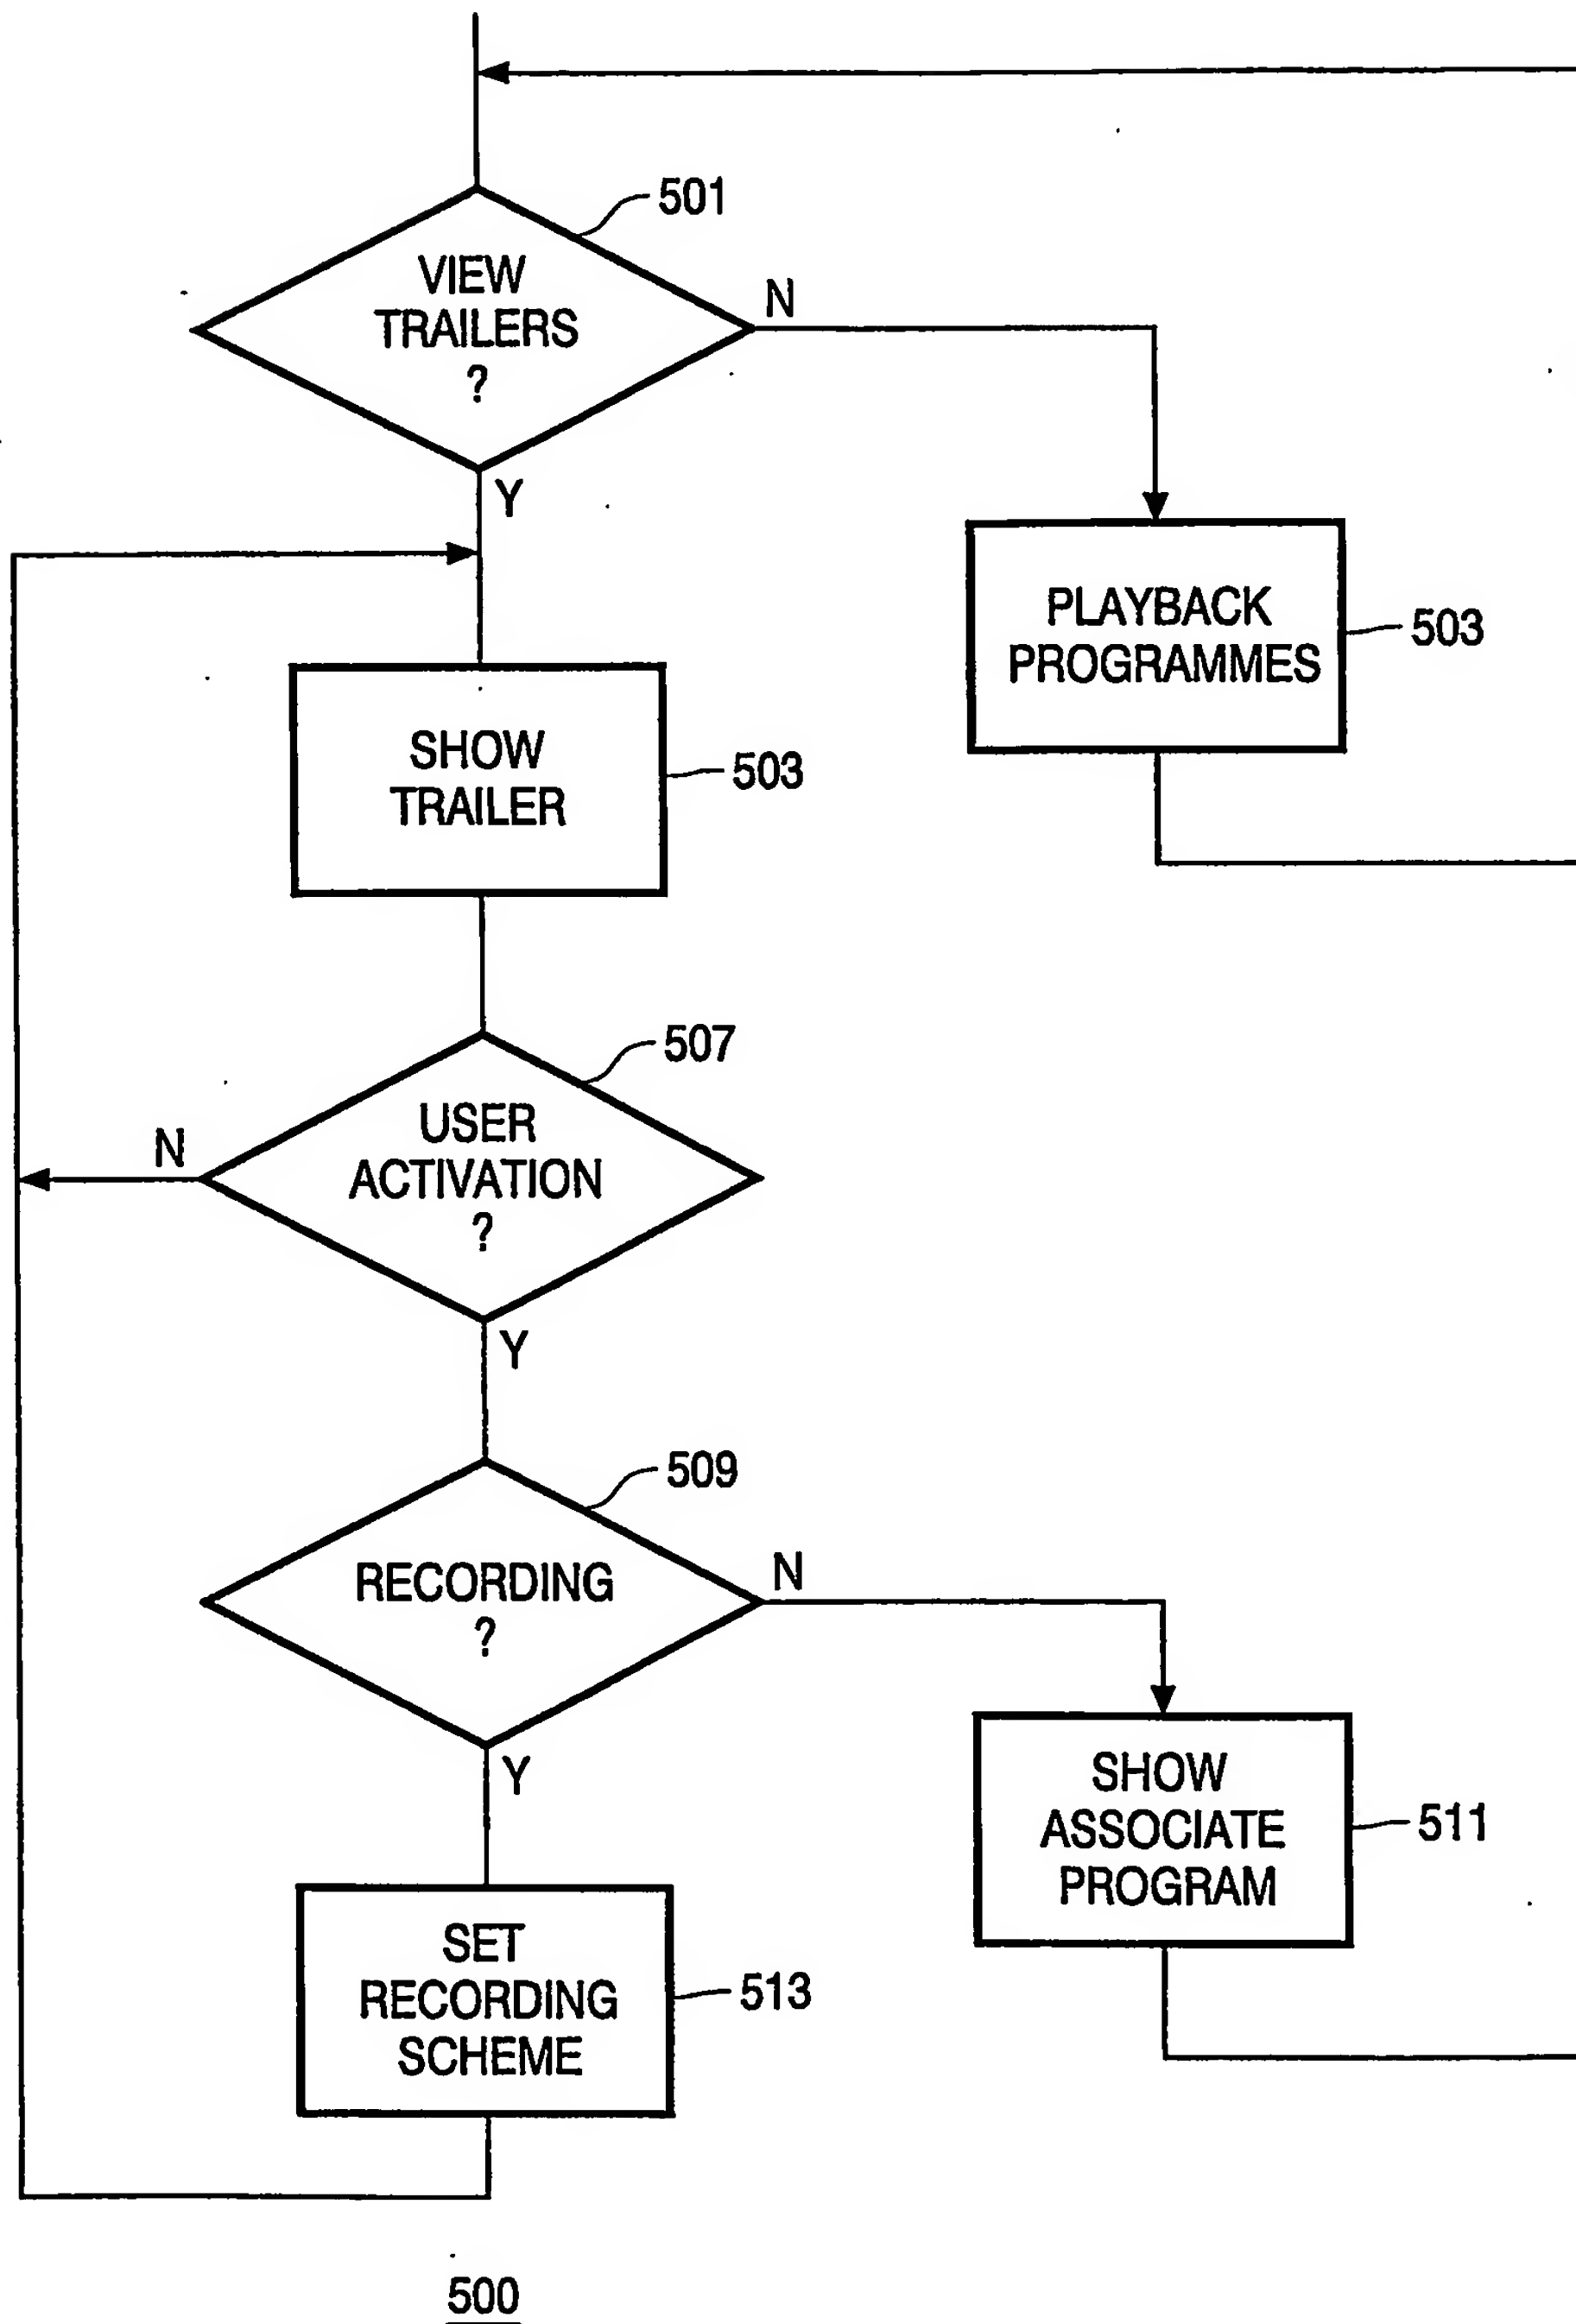 501
VIEW
TRAILERS
?
N
Y
PLAYBACK
PROGRAMMES
503
SHOW
TRAILER
503
507
USER
ACTIVATION
?
N
Y
509
RECORDING
?
N
Y
SHOW
ASSOCIATE
PROGRAM
511
SET
RECORDING
SCHEME
513
500